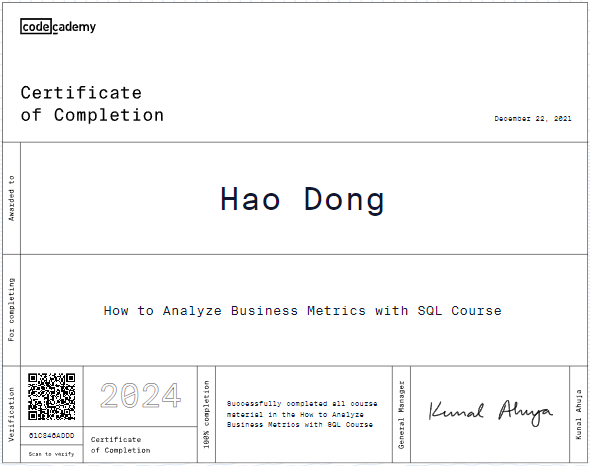 codecademy
Certificate
of Completion
December 22, 2021
Awarded to
Hao Dong
For completing
How to Analyze Business Metrics with SQL Course
Verification
61C346ADDD
Scan to verify
2024
Certificate
of Completion
100% completion
Successfully completed all course
material in the How to Analyze
Business Metrics with SQL Course
General Manager
Kunal Ahuja
Kunal Ahuja